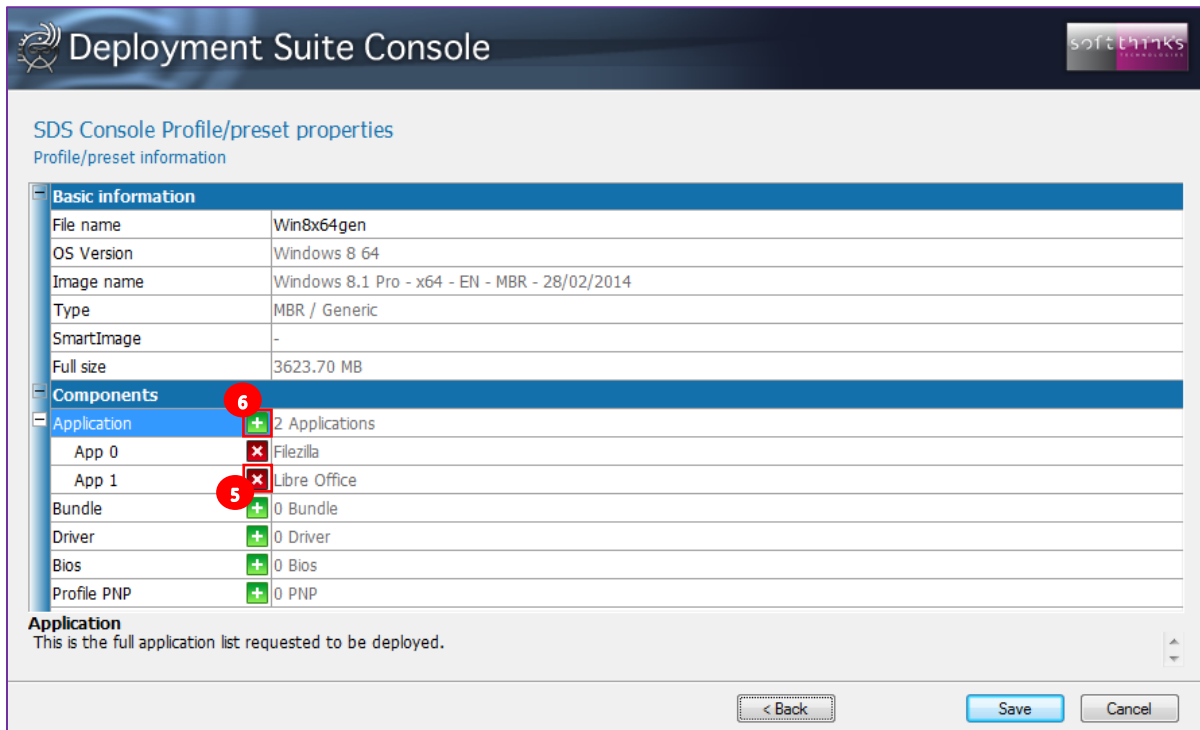 Deployment Suite Console
softthinks
TECHNOLOGIES
SDS Console Profile/preset properties
Profile/preset information
Basic information
File name Win8x64gen
OS Version Windows 8 64
Image name Windows 8.1 Pro - x64 - EN - MBR - 28/02/2014
Type MBR / Generic
SmartImage -
Full size 3623.70 MB
Components
6
Application 2 Applications
App 0 Filezilla
App 1 Libre Office
5
Bundle 0 Bundle
Driver 0 Driver
Bios 0 Bios
Profile PNP 0 PNP
Application
This is the full application list requested to be deployed.
< Back Save Cancel